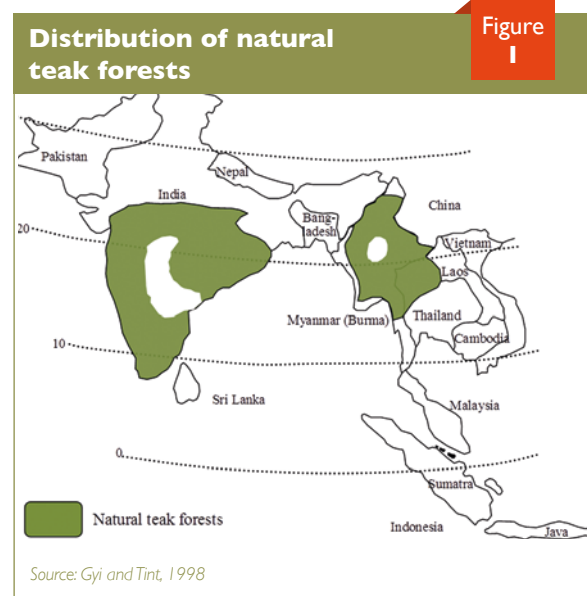 Distribution of natural
teak forests
Figure
1
Pakistan
Nepal
India
China
Bang-
ladesh
20
Vietnam
Laos
Myanmar (Burma)
Thailand
Cambodia
10
Sri Lanka
Malaysia
0
Sumatra
Natural teak forests
Indonesia
Java
Source: Gyi and Tint, 1998